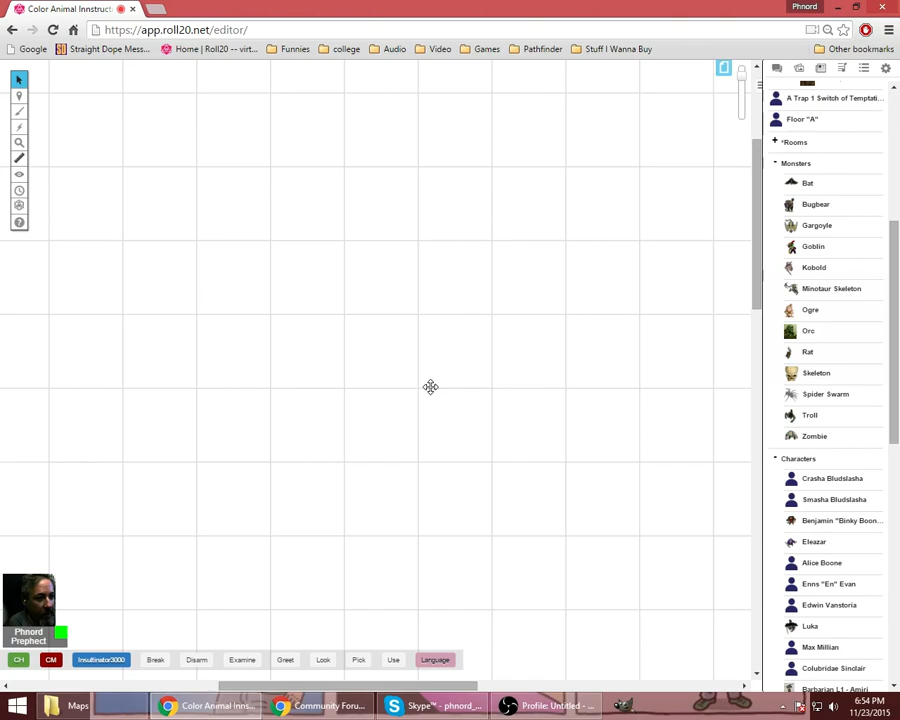 Phnord
Color Animal Innstruct
https://app.roll20.net/editor/
Google
Straight Dope Mess...
Home | Roll20 -- virt...
Funnies
college
Audio
Video
Games
Pathfinder
Stuff I Wanna Buy
Other bookmarks
A Trap 1 Switch of Temptati...
Floor "A"
*Rooms
Monsters
Bat
Bugbear
Gargoyle
Goblin
Kobold
Minotaur Skeleton
Ogre
Orc
Rat
Skeleton
Spider Swarm
Troll
Zombie
Characters
Crasha Bludslasha
Smasha Bludslasha
Benjamin "Binky Boon...
Eleazar
Alice Boone
Enns "En" Evan
Edwin Vanstoria
Luka
Max Millian
Colubridae Sinclair
Barbarian L1 - Amiri
Phnord
Prephect
CH
CM
Insultinator3000
Break
Disarm
Examine
Greet
Look
Pick
Use
Language
Maps
Color Animal Inns...
Community Foru...
Skype™ - phnord_...
Profile: Untitled - ...
6:54 PM
11/23/2015